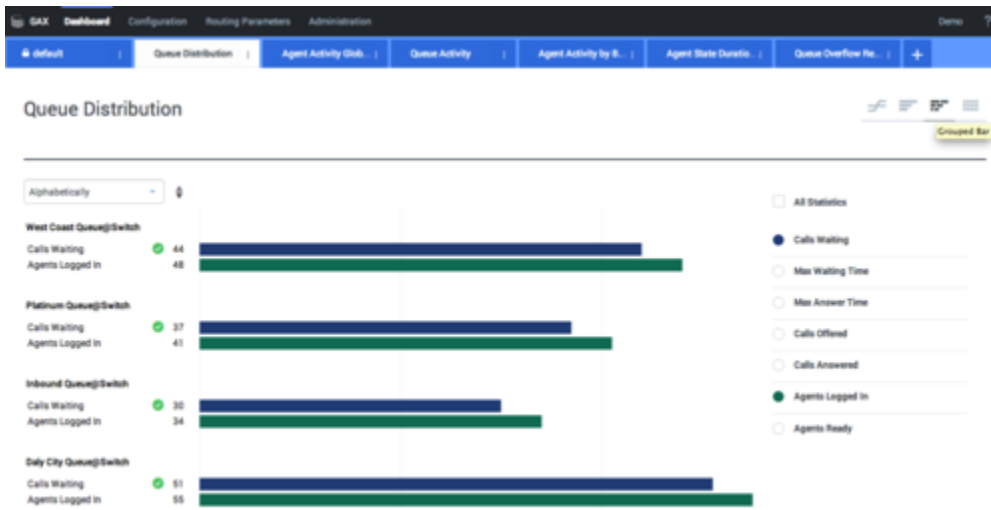 GAX Dashboard Configuration Routing Parameters Administration Demo ?
default Queue Distribution Agent Activity Glob... Queue Activity Agent Activity by B... Agent State Duratio... Queue Overflow Re... +
Queue Distribution
Grouped Bar
Alphabetically
All Statistics
West Coast Queue@Switch
Calls Waiting 44
Agents Logged In 48
Calls Waiting
Max Waiting Time
Platinum Queue@Switch
Calls Waiting 37
Agents Logged In 41
Max Answer Time
Calls Offered
Calls Answered
Inbound Queue@Switch
Calls Waiting 30
Agents Logged In 34
Agents Logged In
Agents Ready
Daly City Queue@Switch
Calls Waiting 51
Agents Logged In 55